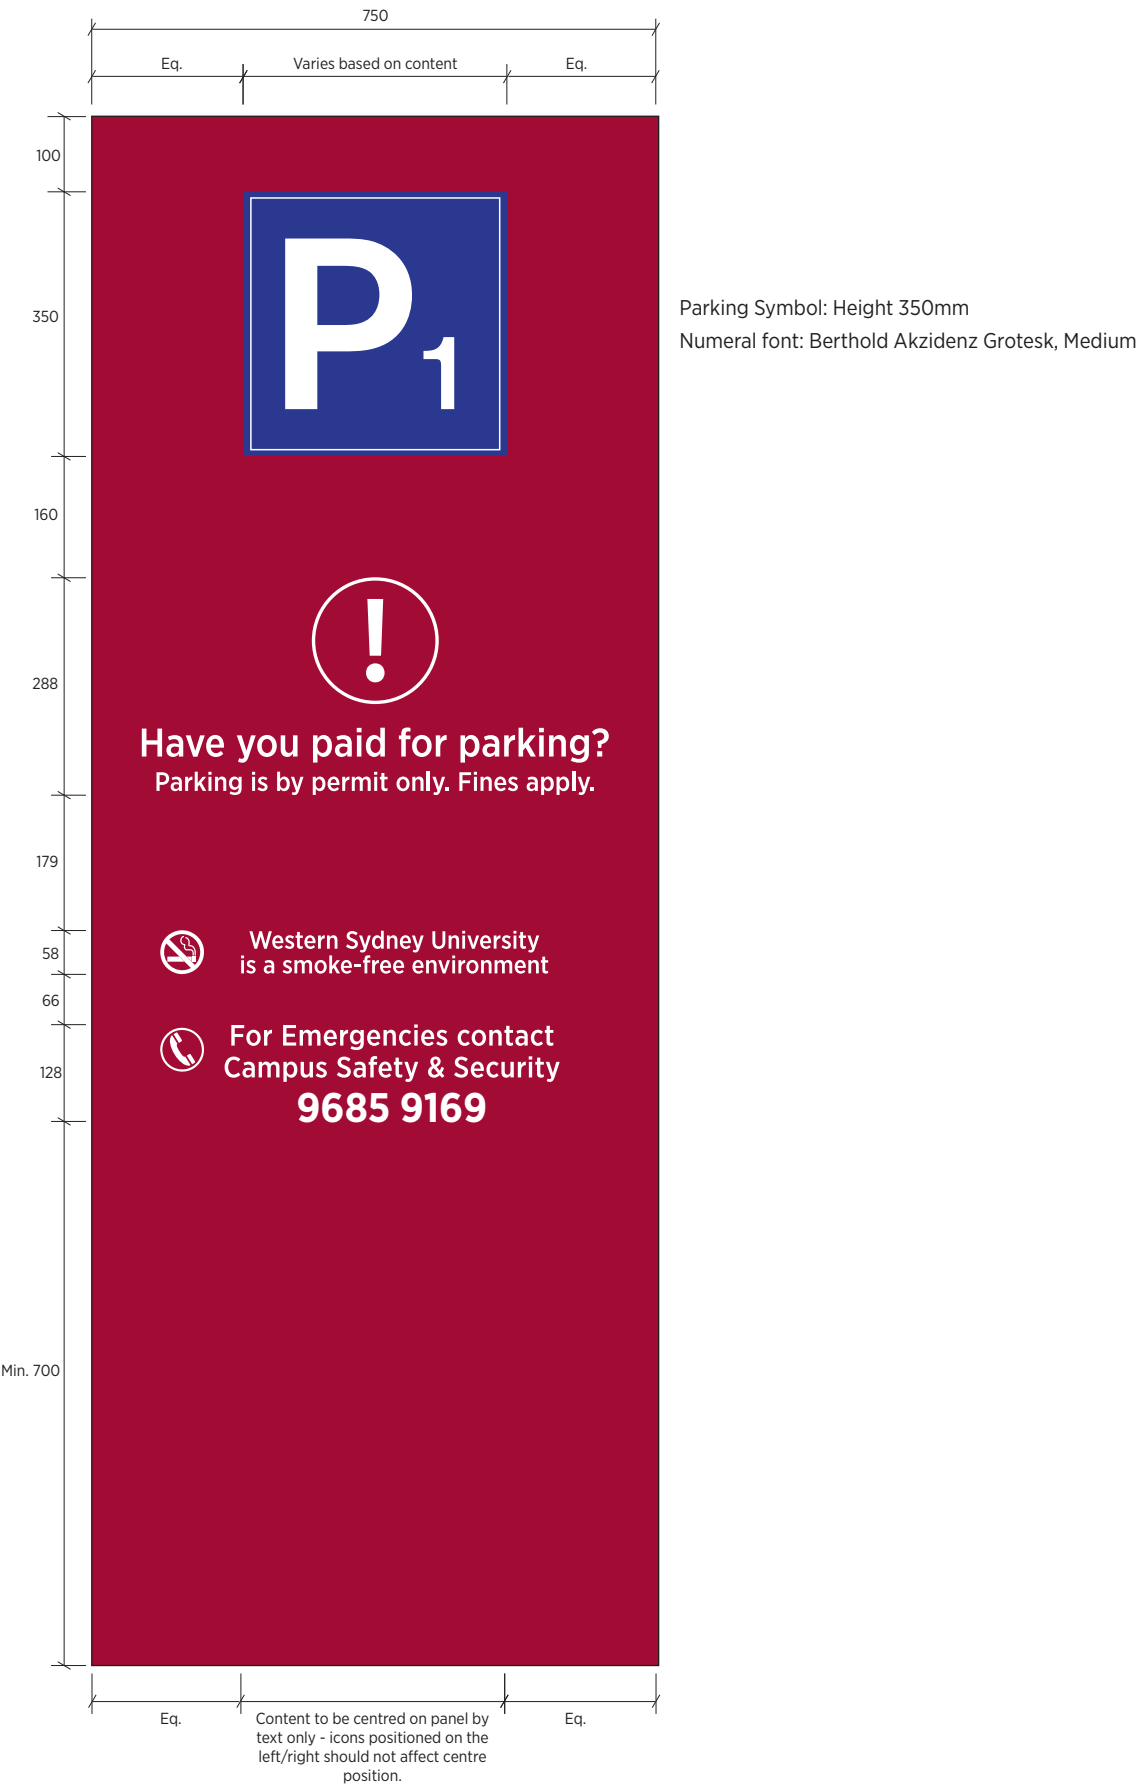 750
Eq.
Varies based on content
Eq.
100
P1
350
Parking Symbol: Height 350mm
Numeral font: Berthold Akzidenz Grotesk, Medium
160
!
288
Have you paid for parking?
Parking is by permit only. Fines apply.
179
Western Sydney University
58
is a smoke-free environment
66
For Emergencies contact
Campus Safety & Security
128
9685 9169
Min. 700
Eq.
Content to be centred on panel by
text only - icons positioned on the
left/right should not affect centre
position.
Eq.